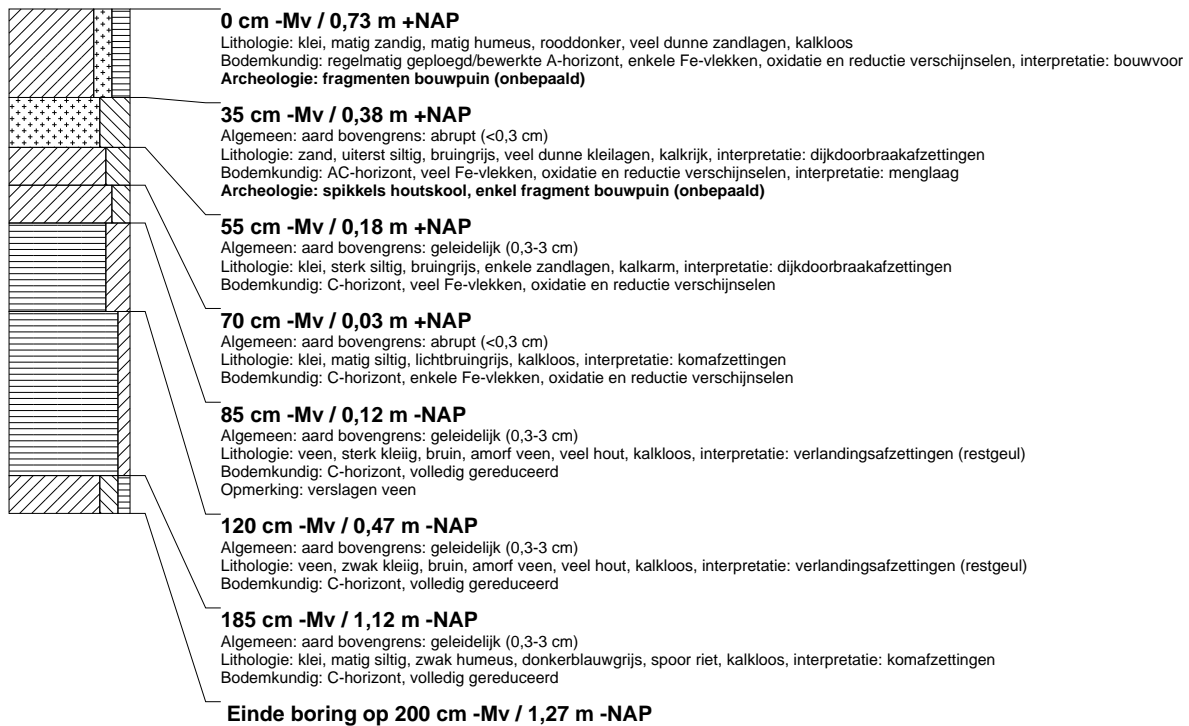 0 cm -Mv / 0,73 m +NAP
Lithologie: klei, matig zandig, matig humeus, rooddonker, veel dunne zandlagen, kalkloos
Bodemkundig: regelmatig geploegd/bewerkte A-horizont, enkele Fe-vlekken, oxidatie en reductie verschijnselen, interpretatie: bouwvoor
Archeologie: fragmenten bouwpuin (onbepaald)
35 cm -Mv / 0,38 m +NAP
Algemeen: aard bovengrens: abrupt (<0,3 cm)
Lithologie: zand, uiterst siltig, bruingrijs, veel dunne kleilagen, kalkrijk, interpretatie: dijkdoorbraakafzettingen
Bodemkundig: AC-horizont, veel Fe-vlekken, oxidatie en reductie verschijnselen, interpretatie: menglaag
Archeologie: spikkels houtskool, enkel fragment bouwpuin (onbepaald)
55 cm -Mv / 0,18 m +NAP
Algemeen: aard bovengrens: geleidelijk (0,3-3 cm)
Lithologie: klei, sterk siltig, bruingrijs, enkele zandlagen, kalkarm, interpretatie: dijkdoorbraakafzettingen
Bodemkundig: C-horizont, veel Fe-vlekken, oxidatie en reductie verschijnselen
70 cm -Mv / 0,03 m +NAP
Algemeen: aard bovengrens: abrupt (<0,3 cm)
Lithologie: klei, matig siltig, lichtbruingrijs, kalkloos, interpretatie: komafzettingen
Bodemkundig: C-horizont, enkele Fe-vlekken, oxidatie en reductie verschijnselen
85 cm -Mv / 0,12 m -NAP
Algemeen: aard bovengrens: geleidelijk (0,3-3 cm)
Lithologie: veen, sterk kleiig, bruin, amorf veen, veel hout, kalkloos, interpretatie: verlandingsafzettingen (restgeul)
Bodemkundig: C-horizont, volledig gereduceerd
Opmerking: verslagen veen
120 cm -Mv / 0,47 m -NAP
Algemeen: aard bovengrens: geleidelijk (0,3-3 cm)
Lithologie: veen, zwak kleiig, bruin, amorf veen, veel hout, kalkloos, interpretatie: verlandingsafzettingen (restgeul)
Bodemkundig: C-horizont, volledig gereduceerd
185 cm -Mv / 1,12 m -NAP
Algemeen: aard bovengrens: geleidelijk (0,3-3 cm)
Lithologie: klei, matig siltig, zwak humeus, donkerblauwgrijs, spoor riet, kalkloos, interpretatie: komafzettingen
Bodemkundig: C-horizont, volledig gereduceerd
Einde boring op 200 cm -Mv / 1,27 m -NAP